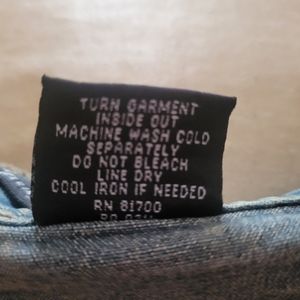 TURN GARMENT
INSIDE OUT
MACHINE WASH COLD
SEPARATELY
DO NOT BLEACH
LINE DRY
COOL IRON IF NEEDED
RN 81700